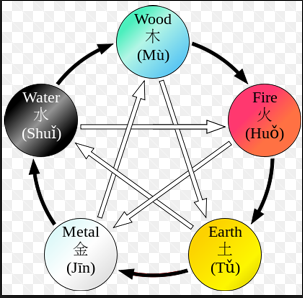 Wood
木
(Mù)
Fire
火
(Huǒ)
Earth
土
(Tǔ)
Metal
金
(Jīn)
Water
水
(Shuǐ)